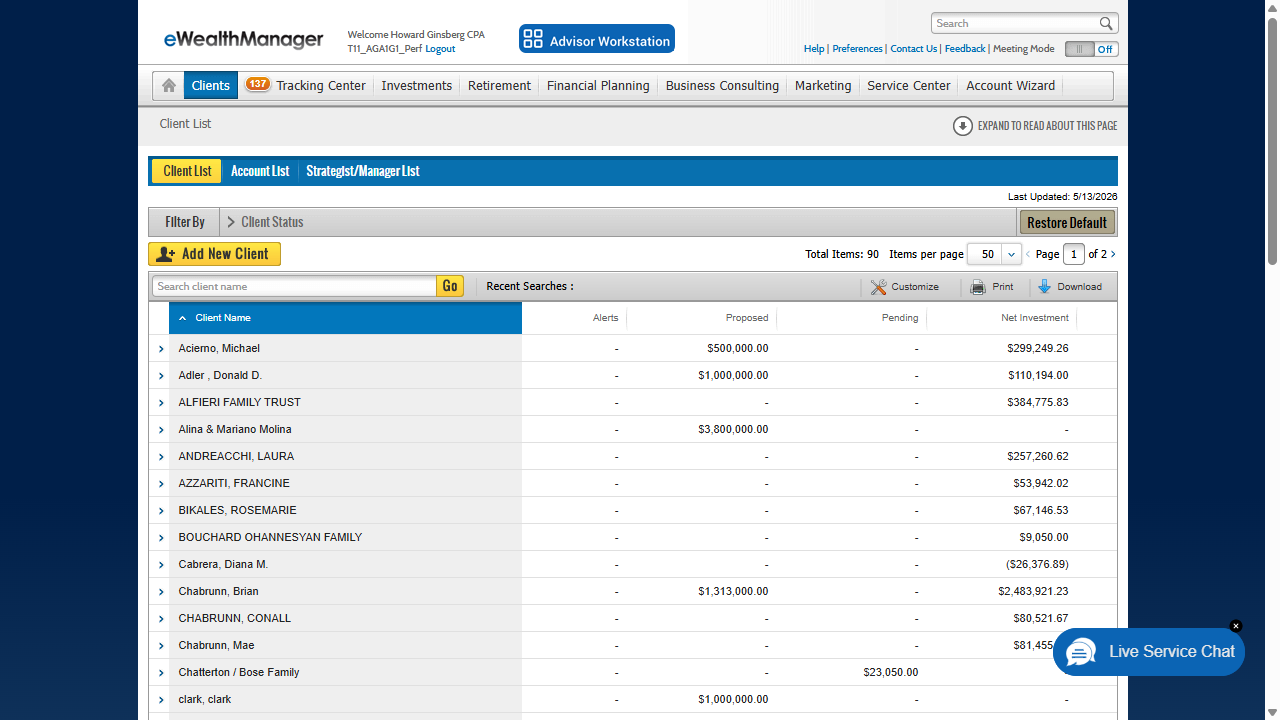 eWealthManager
Welcome Howard Ginsberg CPA
T11_AGA1G1_Perf Logout
Advisor Workstation
Search
Help | Preferences | Contact Us | Feedback | Meeting Mode Off
Clients 137 Tracking Center Investments Retirement Financial Planning Business Consulting Marketing Service Center Account Wizard
Client List EXPAND TO READ ABOUT THIS PAGE
Client List Account List Strategist/Manager List
Last Updated: 5/13/2026
Filter By Client Status Restore Default
Add New Client Total Items: 90 Items per page 50 Page 1 of 2
Search client name Go Recent Searches : Customize Print Download
Client Name Alerts Proposed Pending Net Investment
Acierno, Michael - $500,000.00 - $299,249.26
Adler , Donald D. - $1,000,000.00 - $110,194.00
ALFIERI FAMILY TRUST - - - $384,775.83
Alina & Mariano Molina - $3,800,000.00 - -
ANDREACCHI, LAURA - - - $257,260.62
AZZARITI, FRANCINE - - - $53,942.02
BIKALES, ROSEMARIE - - - $67,146.53
BOUCHARD OHANNESYAN FAMILY - - - $9,050.00
Cabrera, Diana M. - - - ($26,376.89)
Chabrunn, Brian - $1,313,000.00 - $2,483,921.23
CHABRUNN, CONALL - - - $80,521.67
Chabrunn, Mae - - - $81,455.
Live Service Chat
Chatterton / Bose Family - - $23,050.00
clark, clark - $1,000,000.00 - -